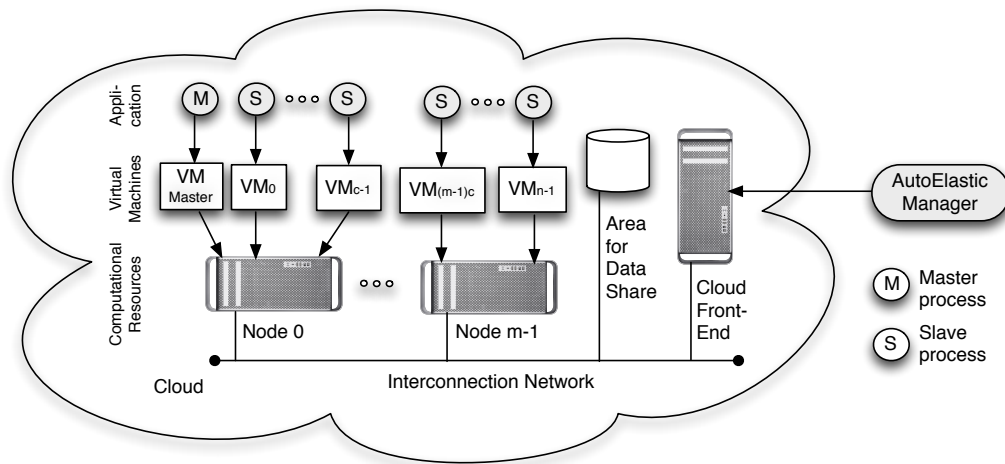 Appli-
cation
M
S
S
S
S
Virtual
Machines
VM
Master
VM0
VMc-1
VM(m-1)c
VMn-1
Computational
Resources
Node 0
Node m-1
Area
for
Data
Share
Cloud
Front-
End
AutoElastic
Manager
M
Master
process
S
Slave
process
Cloud
Interconnection Network